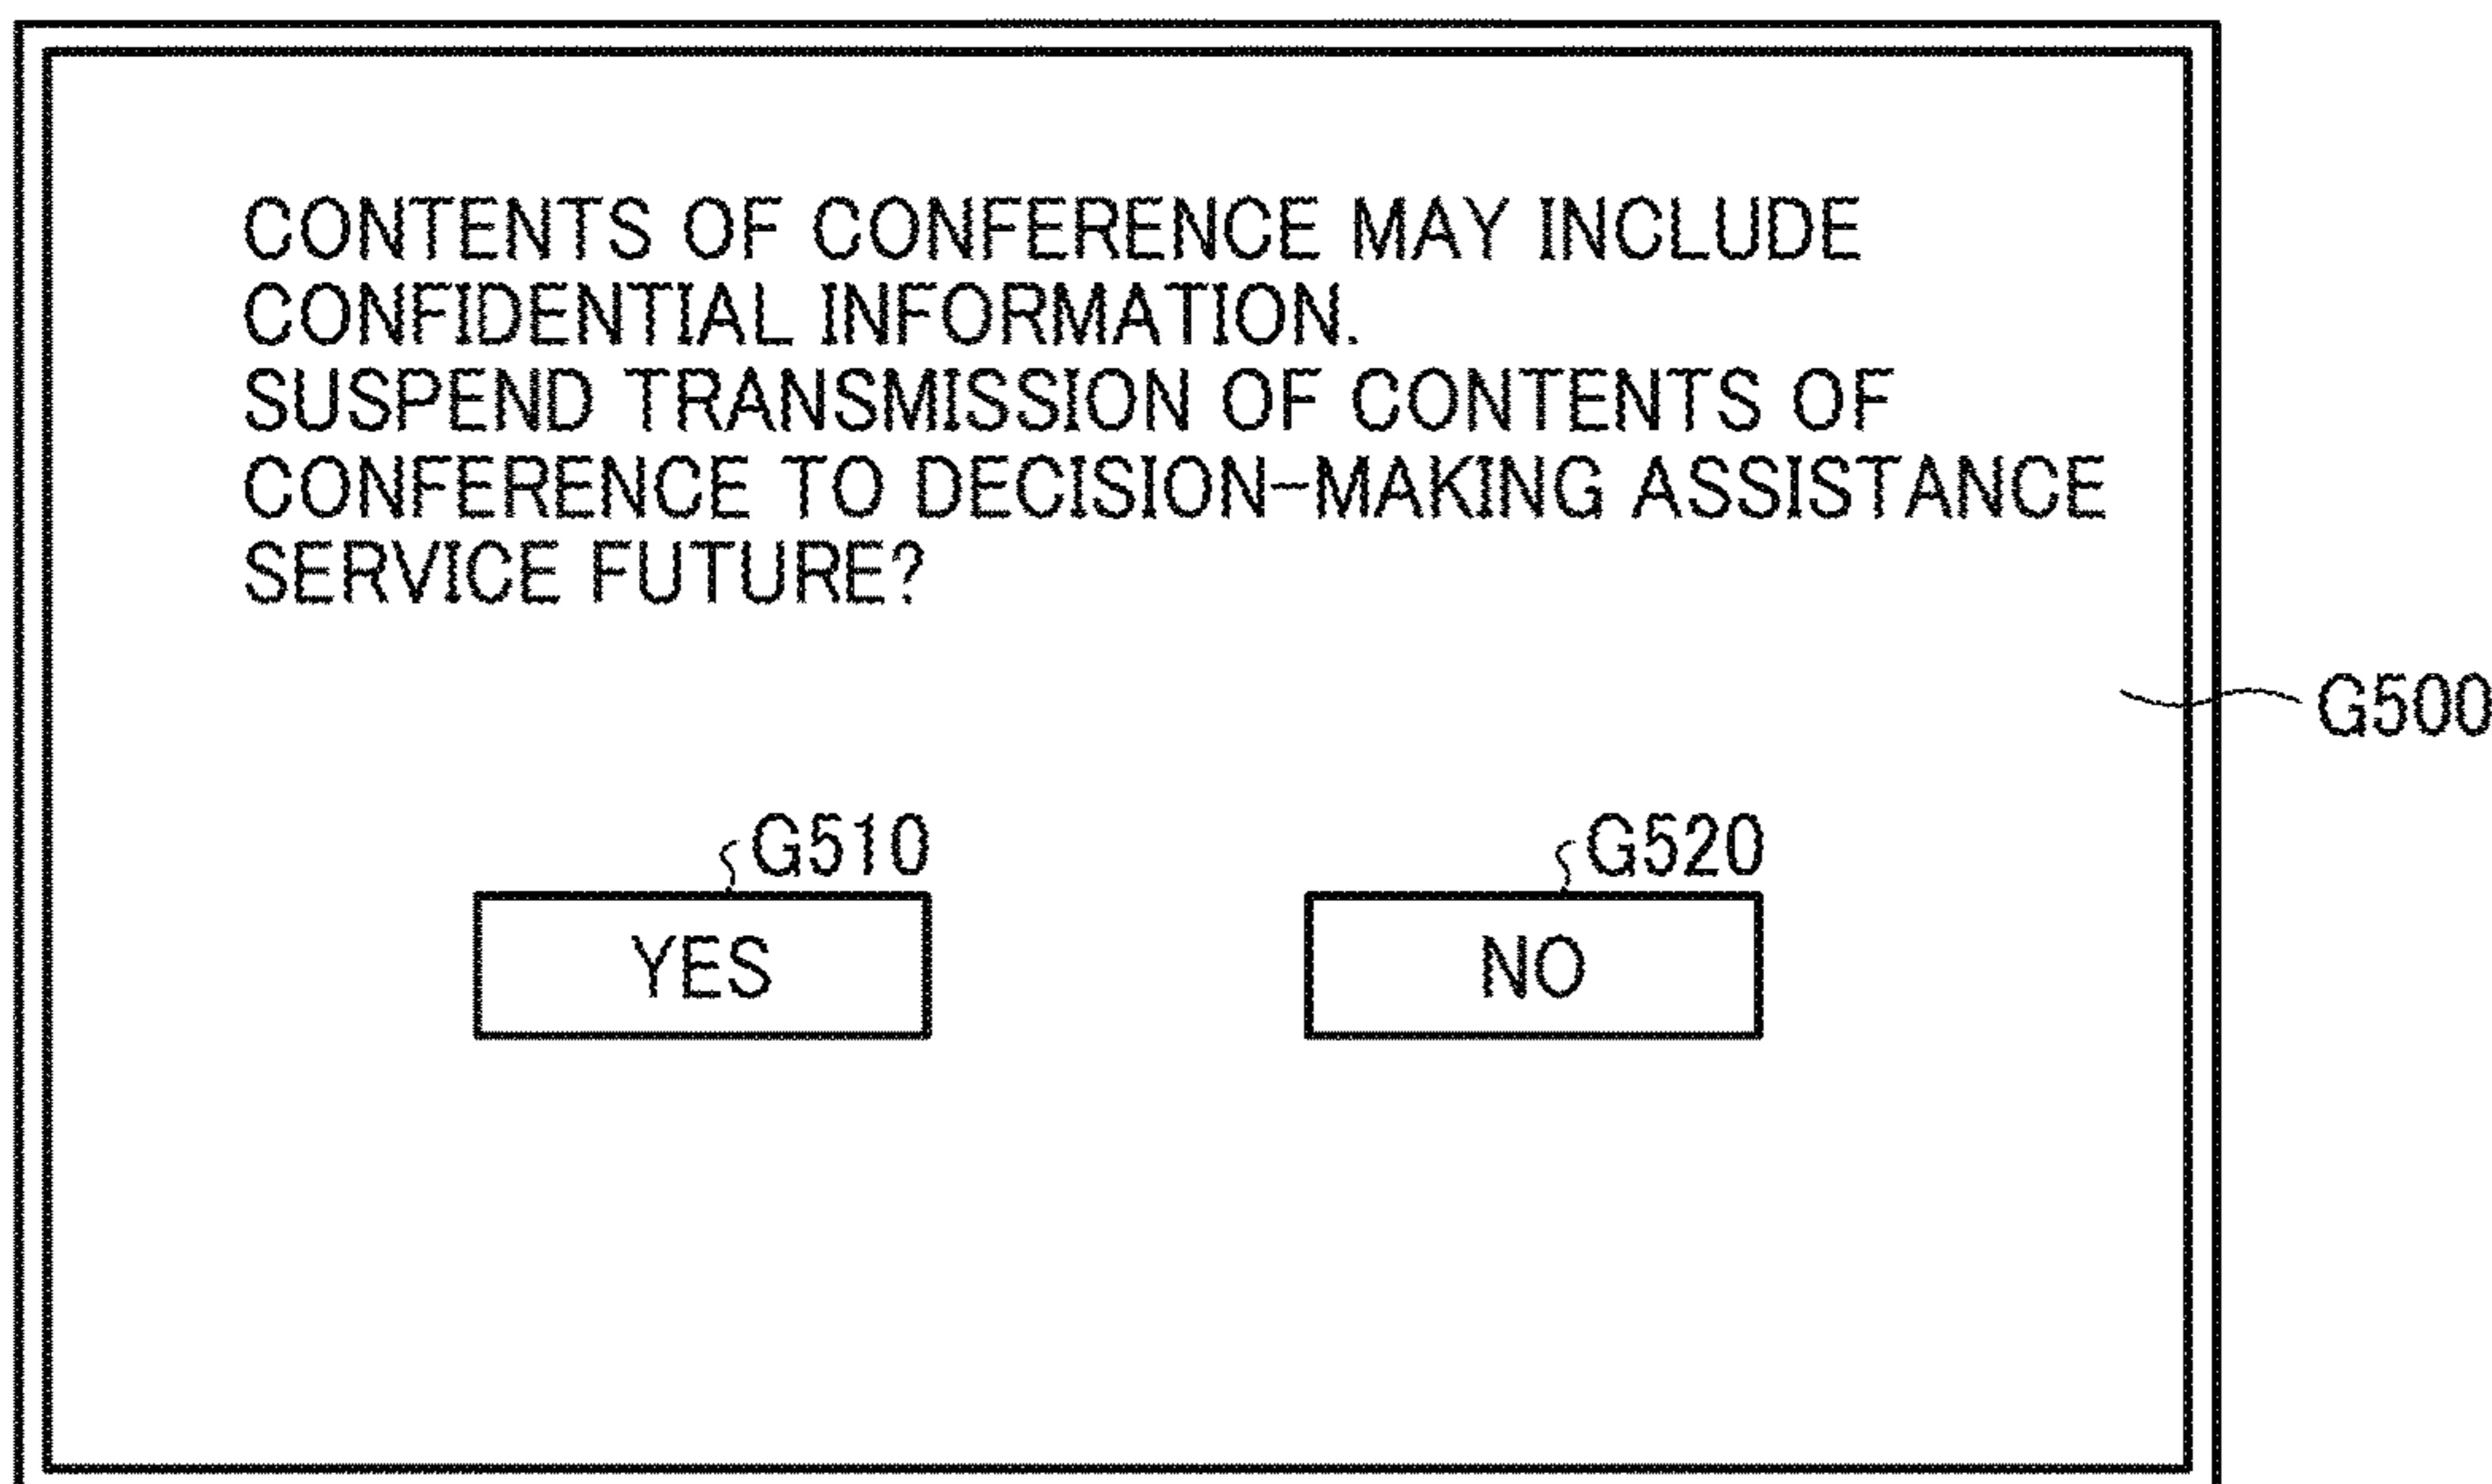 CONTENTS OF CONFERENCE MAY INCLUDE
CONFIDENTIAL INFORMATION.
SUSPEND TRANSMISSION OF CONTENTS OF
CONFERENCE TO DECISION-MAKING ASSISTANCE
SERVICE FUTURE?
G500
G510
G520
YES
NO